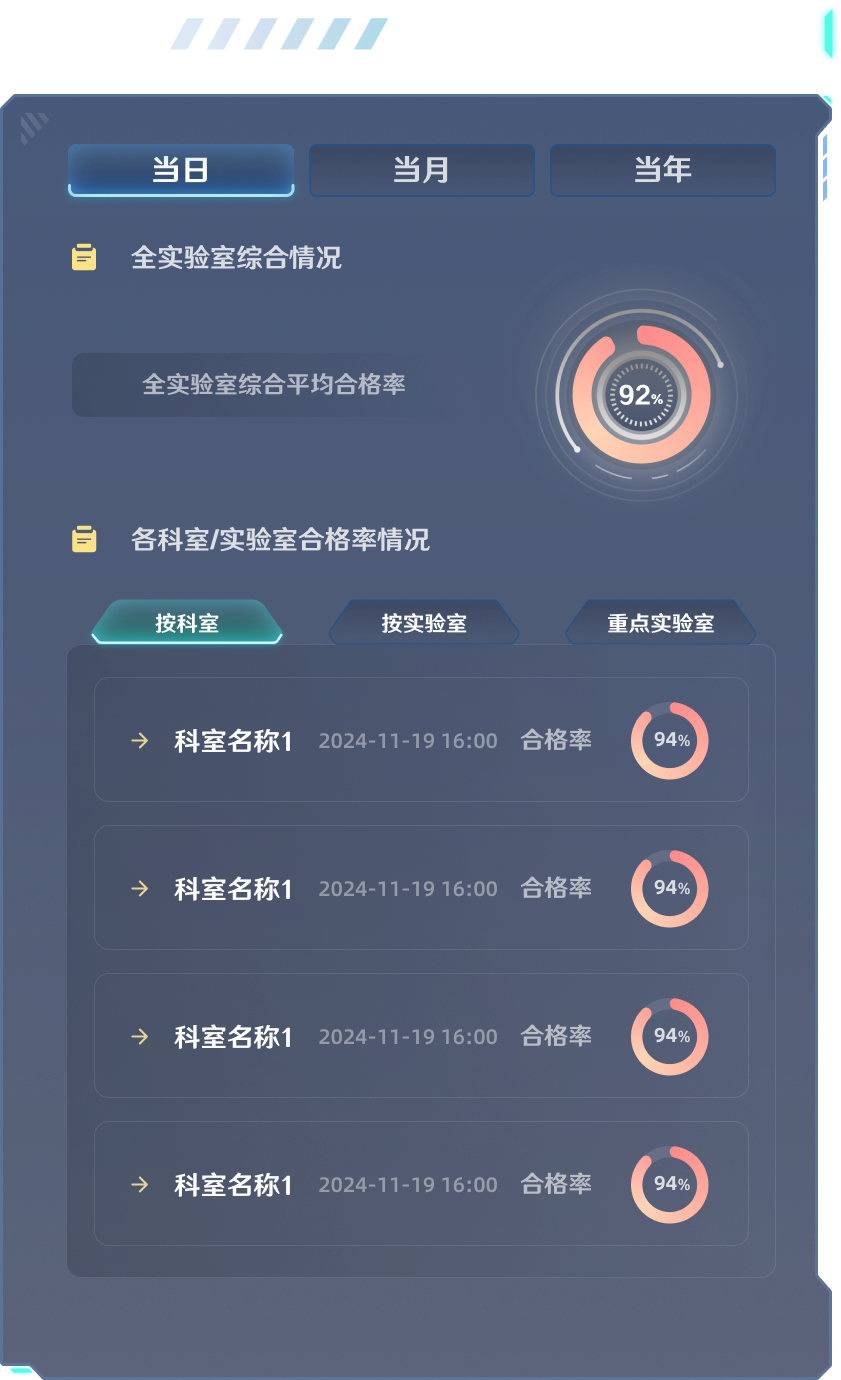 当日 当月 当年
全实验室综合情况
全实验室综合平均合格率 92%
各科室/实验室合格率情况
按科室 按实验室 重点实验室
科室名称1 2024-11-19 16:00 合格率 94%
科室名称1 2024-11-19 16:00 合格率 94%
科室名称1 2024-11-19 16:00 合格率 94%
科室名称1 2024-11-19 16:00 合格率 94%